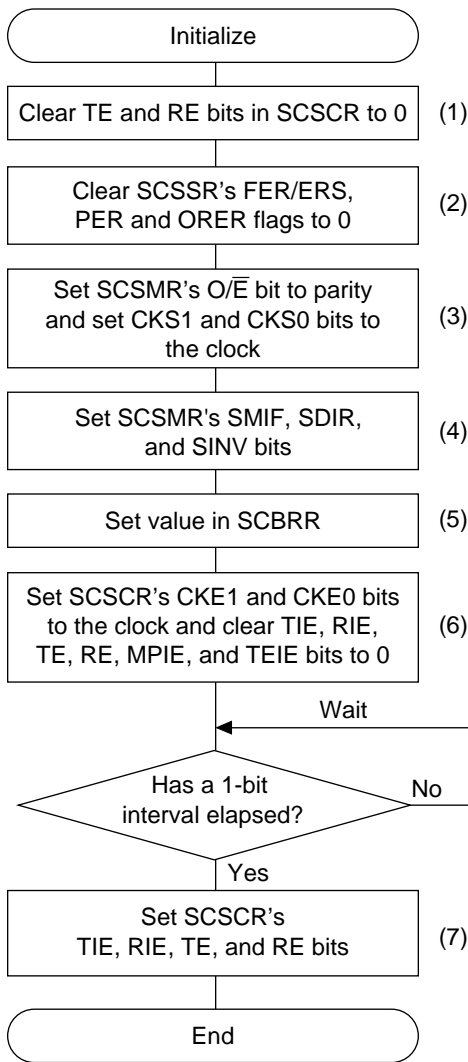 Initialize
Clear TE and RE bits in SCSCR to 0
(1)
Clear SCSSR's FER/ERS,
PER and ORER flags to 0
(2)
Set SCSMR's O/E̅ bit to parity
and set CKS1 and CKS0 bits to
the clock
(3)
Set SCSMR's SMIF, SDIR,
and SINV bits
(4)
Set value in SCBRR
(5)
Set SCSCR's CKE1 and CKE0 bits
to the clock and clear TIE, RIE,
TE, RE, MPIE, and TEIE bits to 0
(6)
Wait
Has a 1-bit
interval elapsed?
No
Yes
Set SCSCR's
TIE, RIE, TE, and RE bits
(7)
End